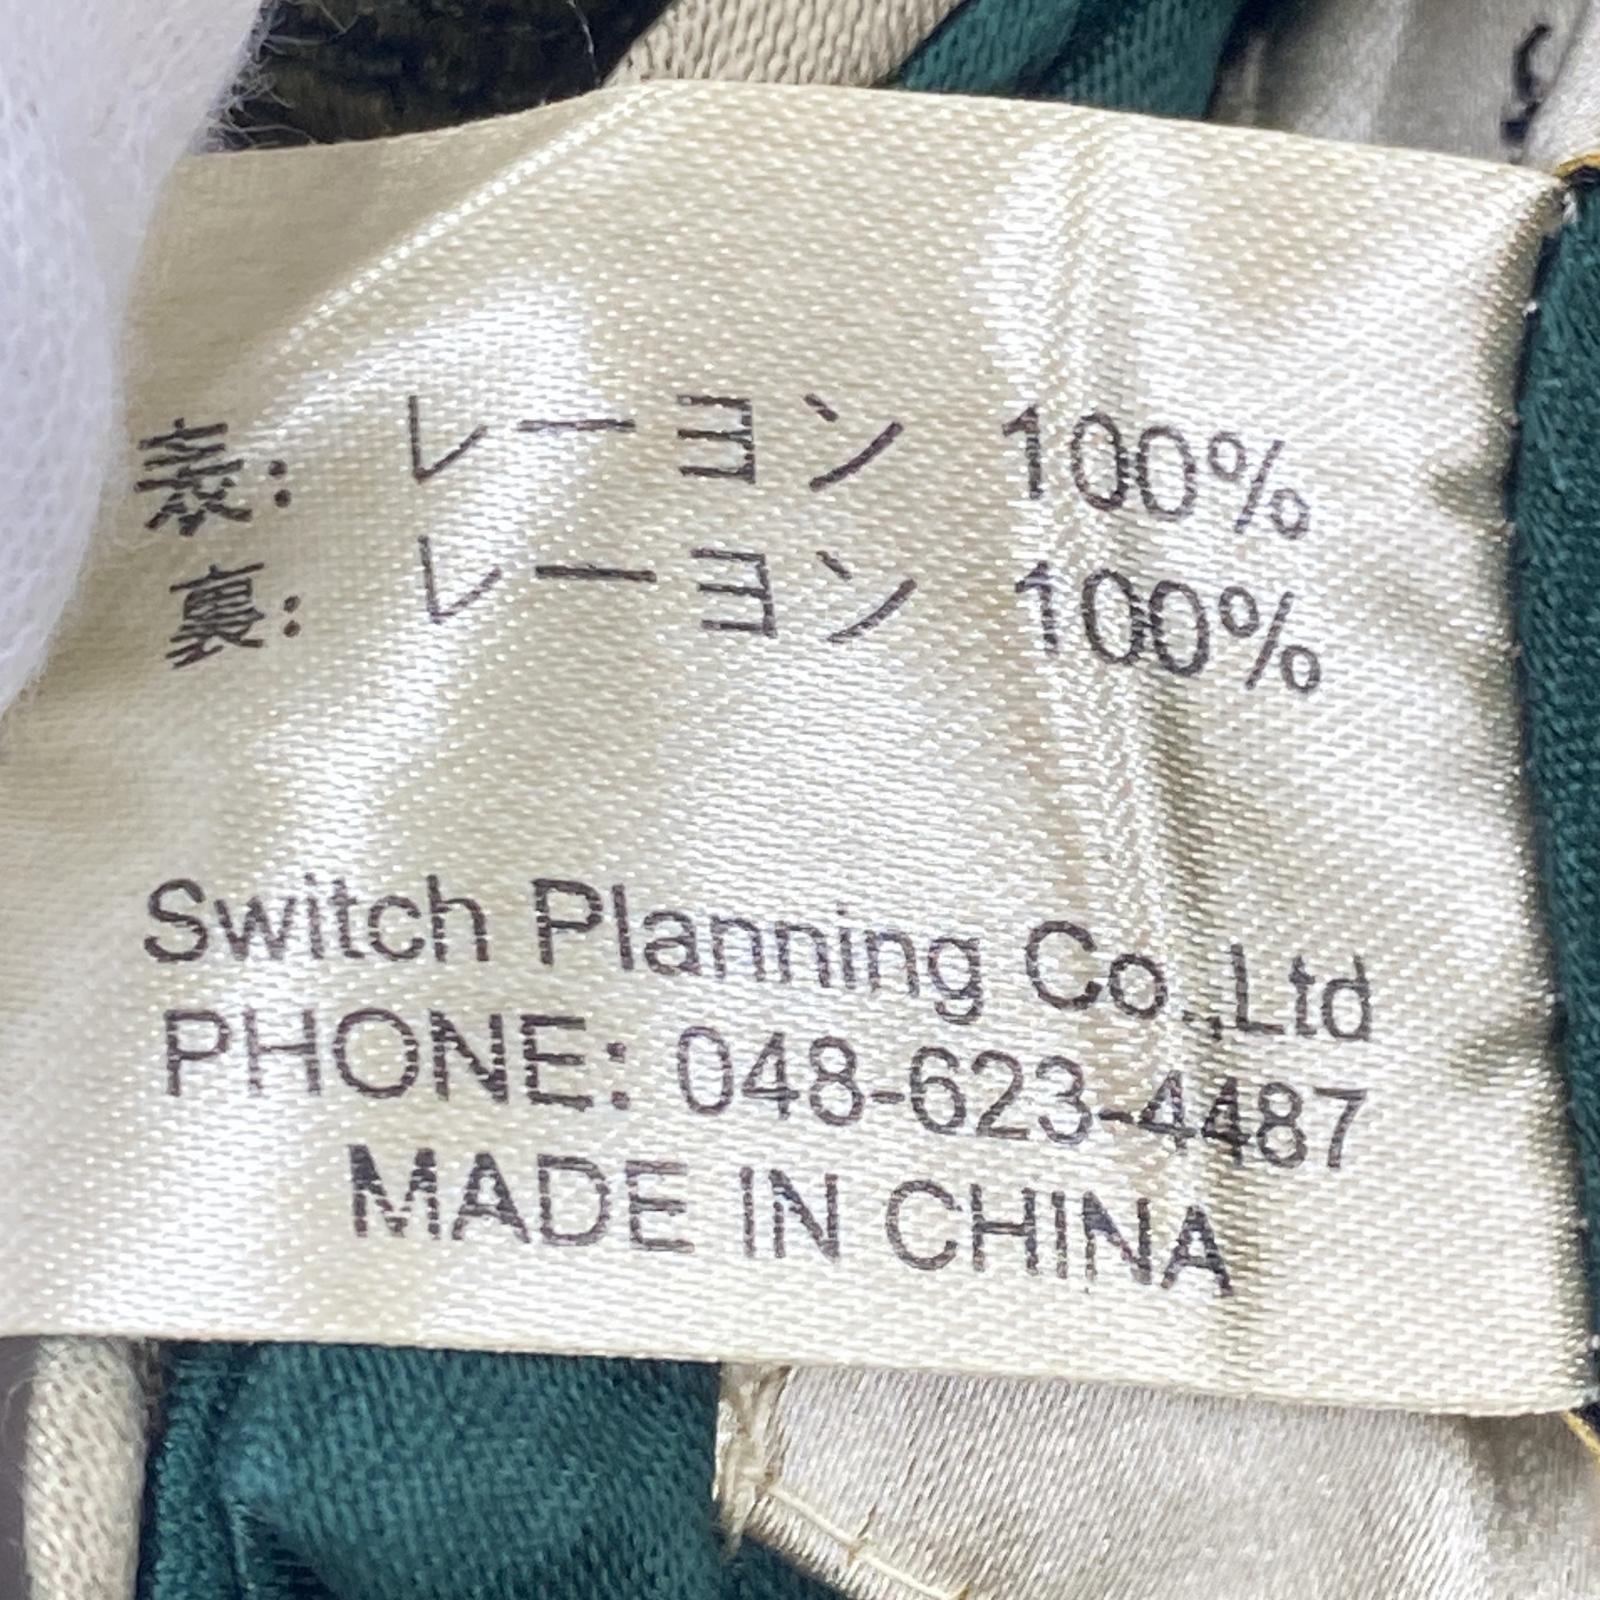 表: レーヨン 100%
裏: レーヨン 100%
Switch Planning Co.,Ltd
PHONE: 048-623-4487
MADE IN CHINA